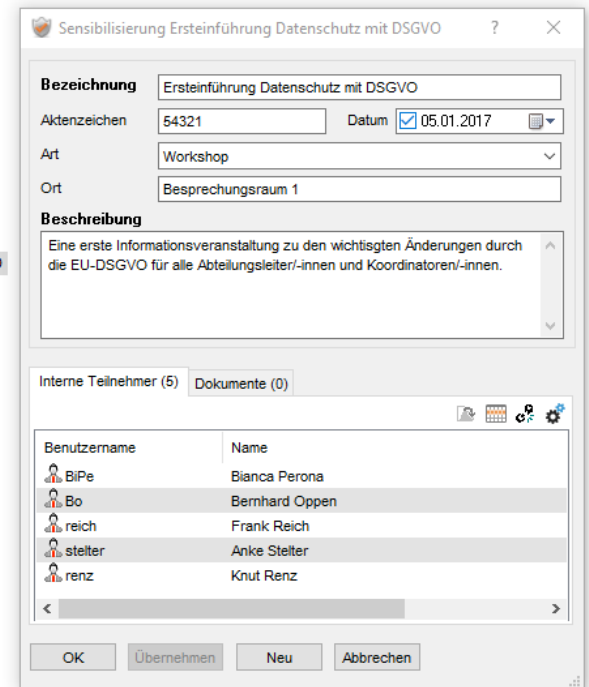 Sensibilisierung Ersteinführung Datenschutz mit DSGVO ?
Bezeichnung Ersteinführung Datenschutz mit DSGVO
Aktenzeichen 54321 Datum 05.01.2017
Art Workshop
Ort Besprechungsraum 1
Beschreibung
Eine erste Informationsveranstaltung zu den wichtisgten Änderungen durch
die EU-DSGVO für alle Abteilungsleiter/-innen und Koordinatoren/-innen.
Interne Teilnehmer (5) Dokumente (0)
Benutzername Name
BiPe Bianca Perona
Bo Bernhard Oppen
reich Frank Reich
stelter Anke Stelter
renz Knut Renz
OK Übernehmen Neu Abbrechen